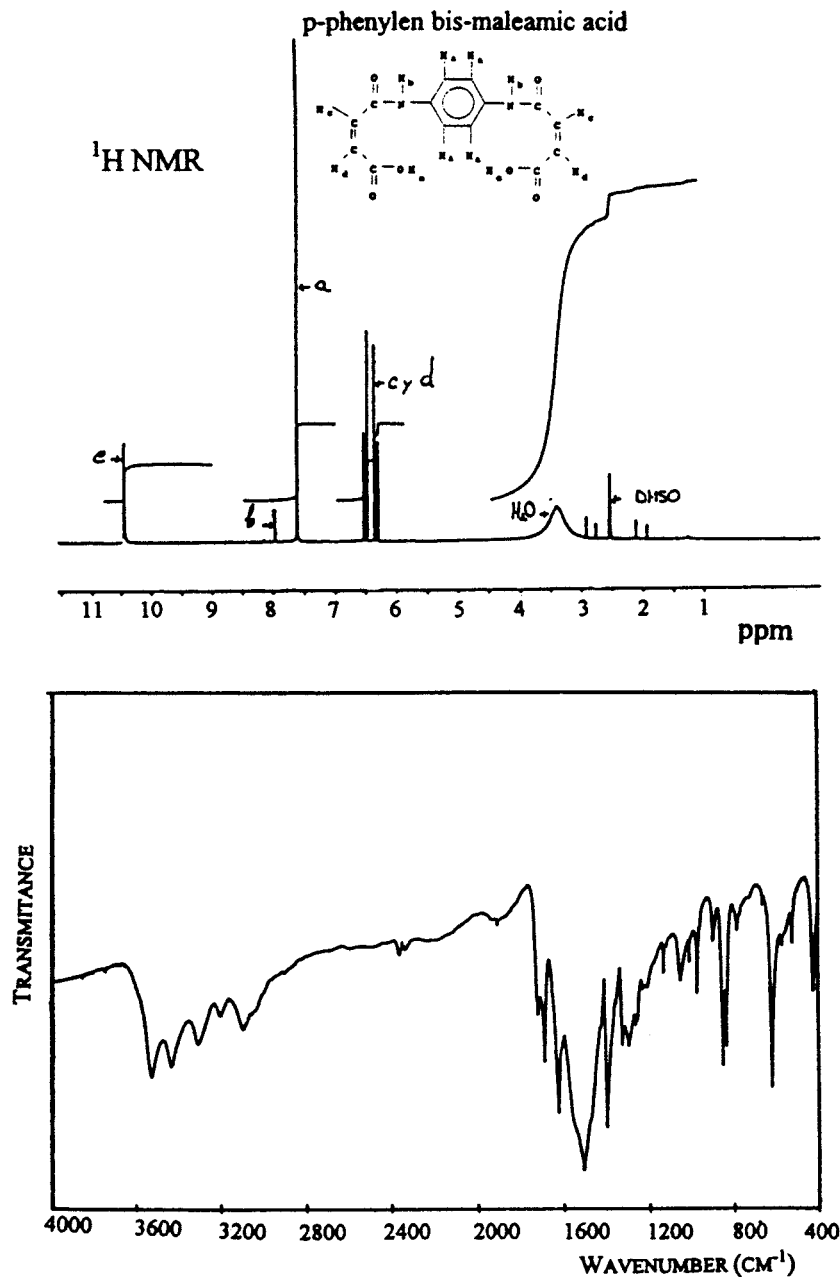 p-phenylen bis-maleamic acid
¹H NMR
a
c y d
e
b
H₂O
DMSO
11 10 9 8 7 6 5 4 3 2 1
ppm
TRANSMITANCE
4000 3600 3200 2800 2400 2000 1600 1200 800 400
WAVENUMBER (CM⁻¹)